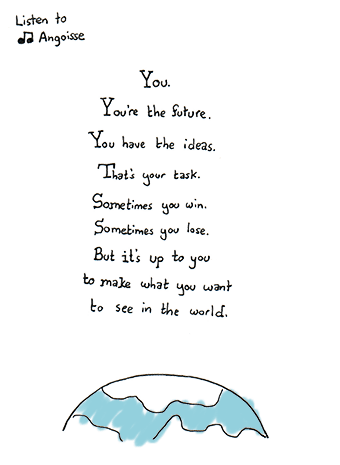 Listen to
♫ Angoisse
You.
You're the future.
You have the ideas.
That's your task.
Sometimes you win.
Sometimes you lose.
But it's up to you
to make what you want
to see in the world.